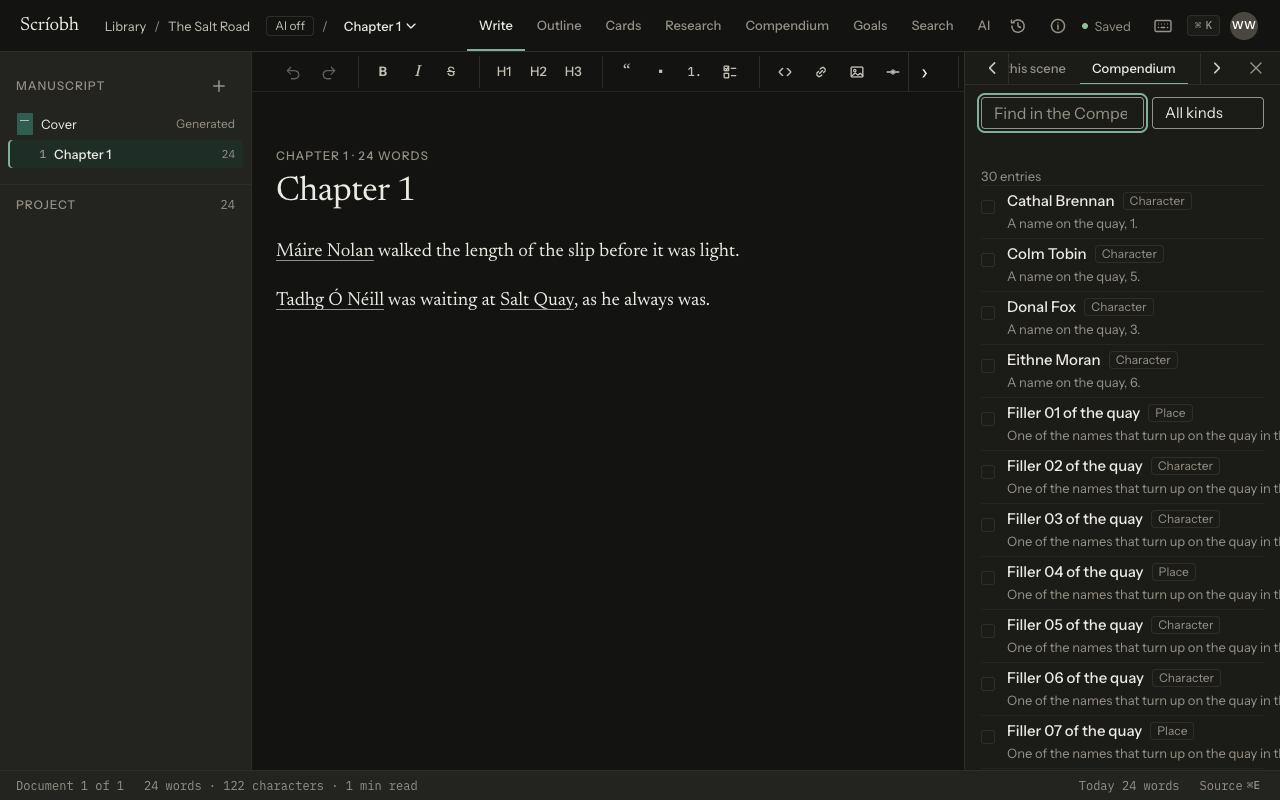 Scríobh Library / The Salt Road AI off / Chapter 1 Write Outline Cards Research Compendium Goals Search AI Saved ⌘ K WW
MANUSCRIPT
Cover Generated
1 Chapter 1 24
PROJECT 24
B I S H1 H2 H3 “ 1.
CHAPTER 1 · 24 WORDS
Chapter 1
Máire Nolan walked the length of the slip before it was light.
Tadhg Ó Néill was waiting at Salt Quay, as he always was.
his scene Compendium
Find in the Compe All kinds
30 entries
Cathal Brennan Character
A name on the quay, 1.
Colm Tobin Character
A name on the quay, 5.
Donal Fox Character
A name on the quay, 3.
Eithne Moran Character
A name on the quay, 6.
Filler 01 of the quay Place
One of the names that turn up on the quay in t
Filler 02 of the quay Character
One of the names that turn up on the quay in t
Filler 03 of the quay Character
One of the names that turn up on the quay in t
Filler 04 of the quay Place
One of the names that turn up on the quay in t
Filler 05 of the quay Character
One of the names that turn up on the quay in t
Filler 06 of the quay Character
One of the names that turn up on the quay in t
Filler 07 of the quay Place
One of the names that turn up on the quay in t
Document 1 of 1 24 words · 122 characters · 1 min read Today 24 words Source ⌘E